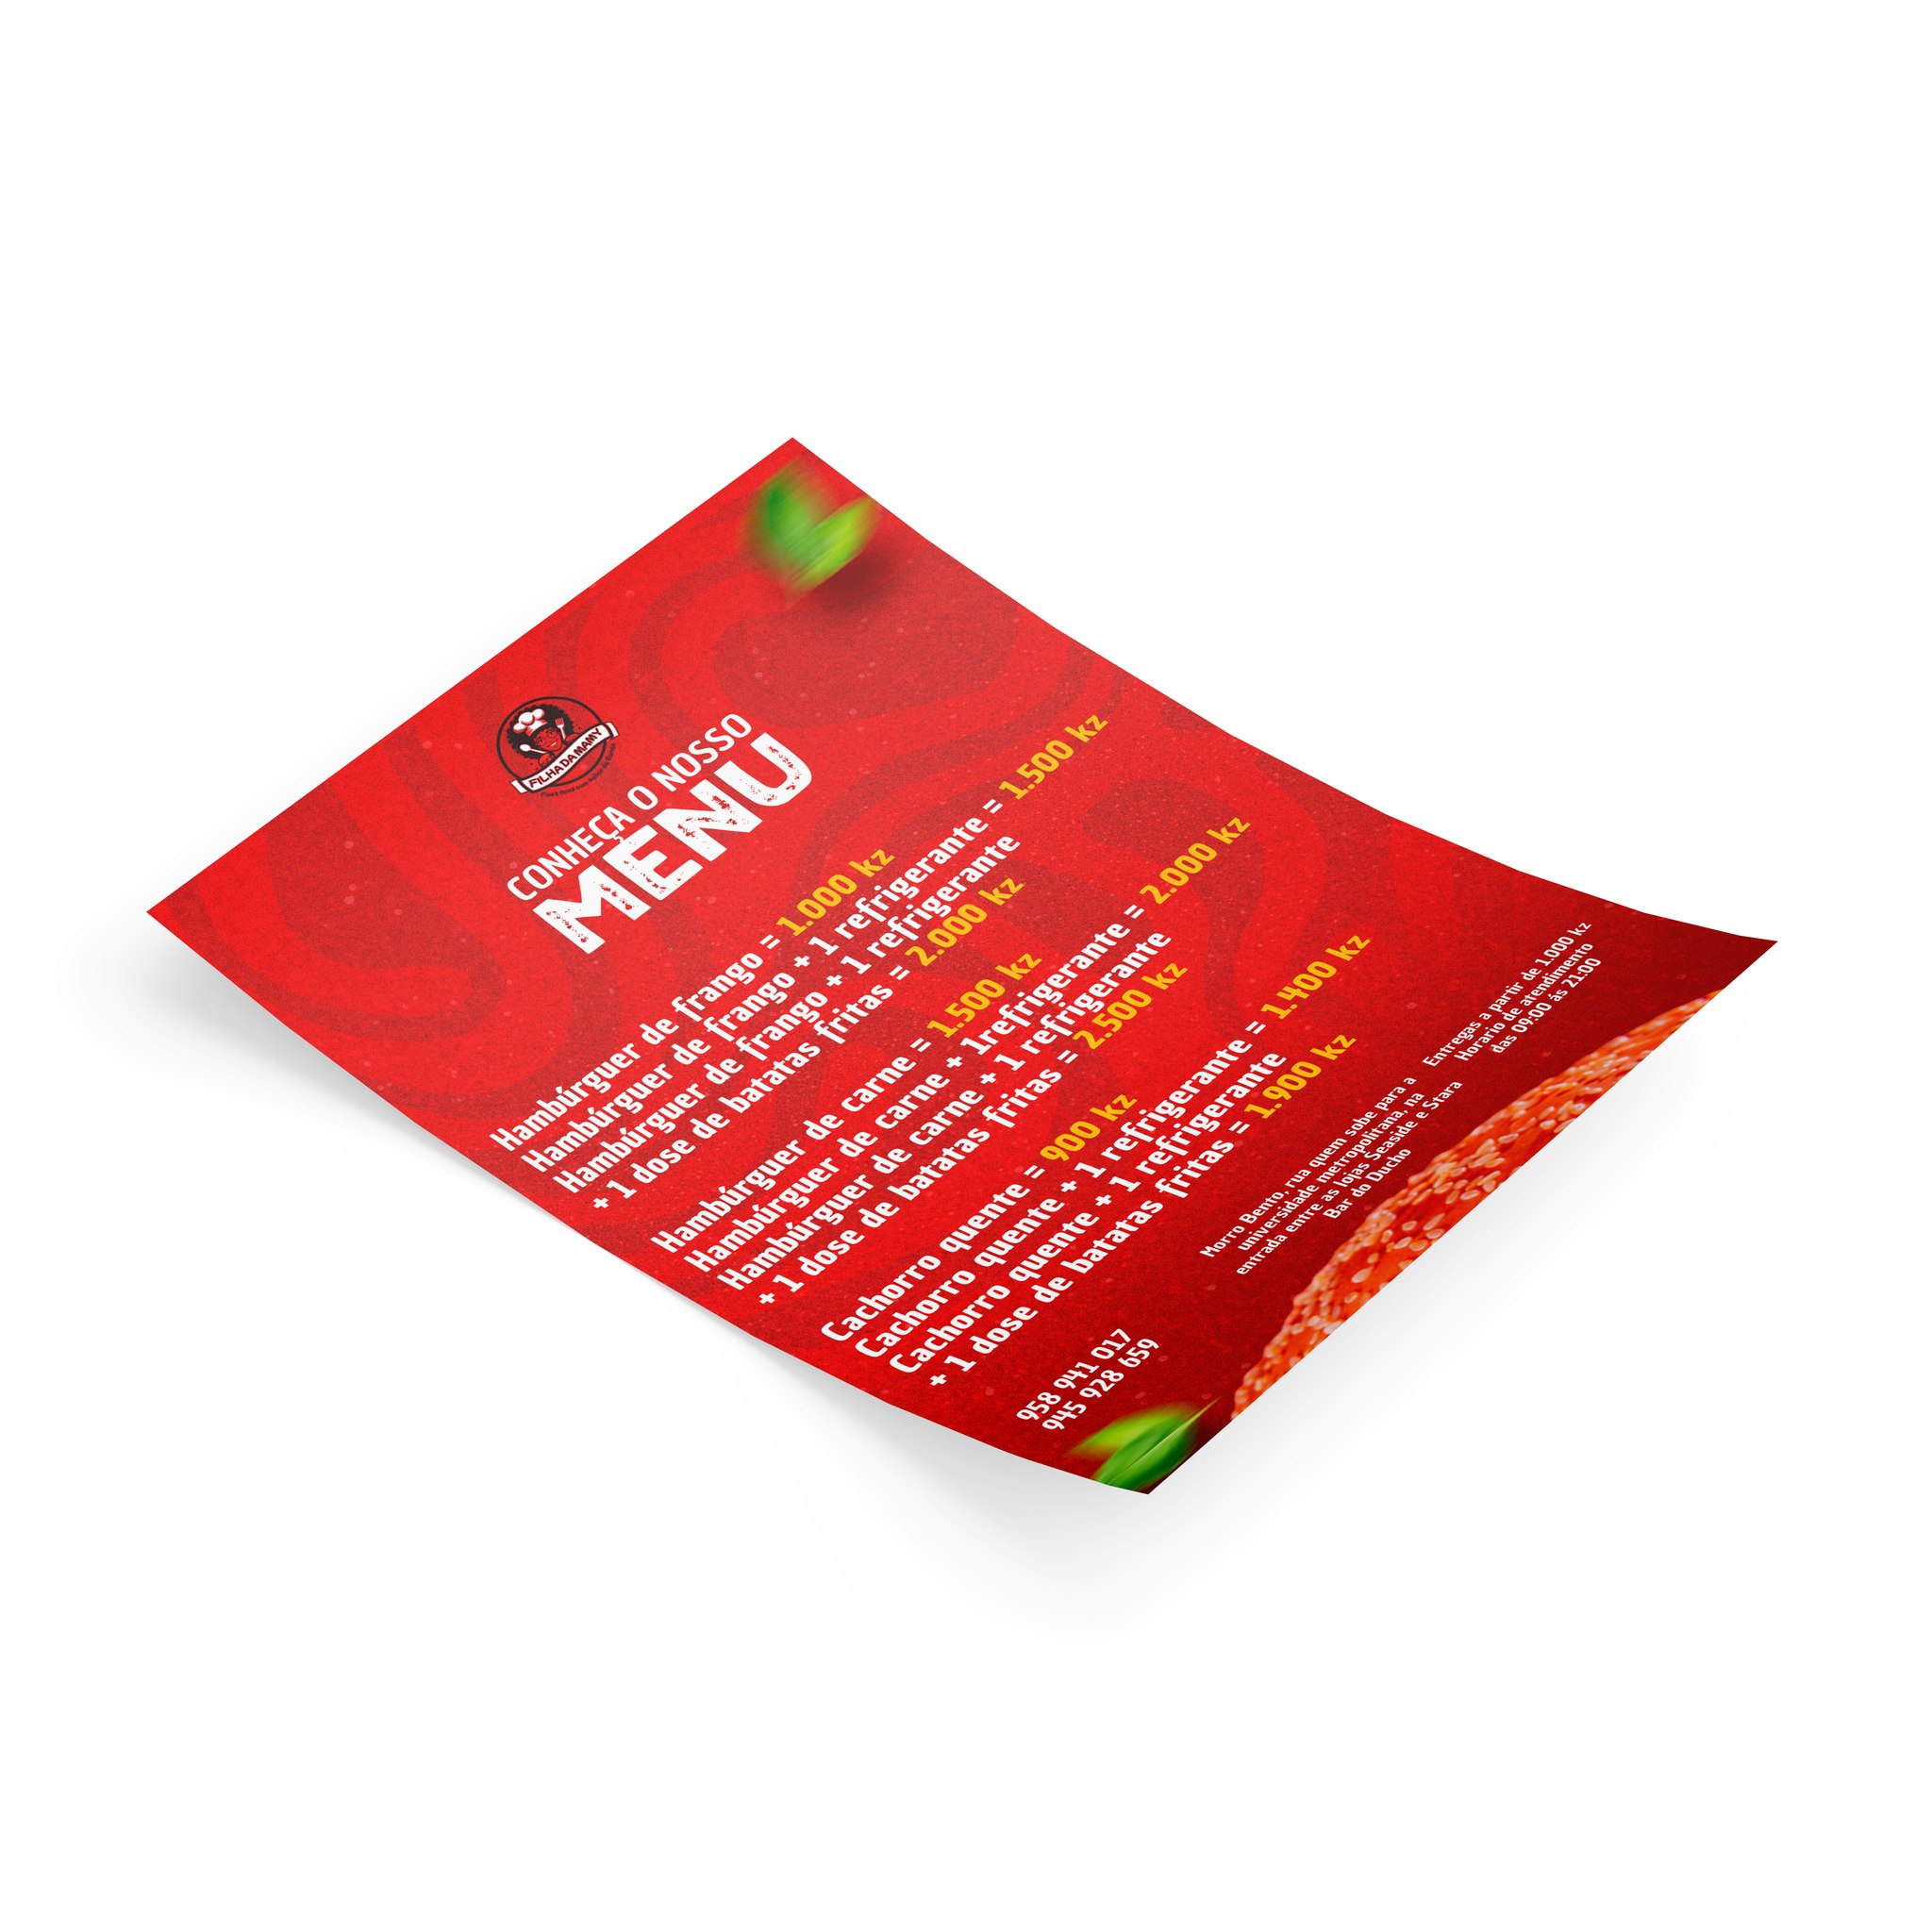 FILHA DA MAMY
CONHEÇA O NOSSO
MENU
Hambúrguer de frango = 1.000 kz
Hambúrguer de frango + 1 refrigerante = 1.500 kz
Hambúrguer de frango + 1 refrigerante
+ 1 dose de batatas fritas = 2.000 kz
Hambúrguer de carne = 1.500 kz
Hambúrguer de carne + 1refrigerante = 2.000 kz
Hambúrguer de carne + 1 refrigerante
+ 1 dose de batatas fritas = 2.500 kz
Cachorro quente = 900 kz
Cachorro quente + 1 refrigerante = 1.400 kz
Cachorro quente + 1 refrigerante
+ 1 dose de batatas fritas = 1.900 kz
958 941 017
945 928 659
Morro Bento, rua quem sobe para a
universidade metropolitana, na
entrada entre as lojas Seaside e Stara
Bar do Ducho
Entregas a partir de 1.000 kz
Horário de atendimento
das 09:00 ás 21:00